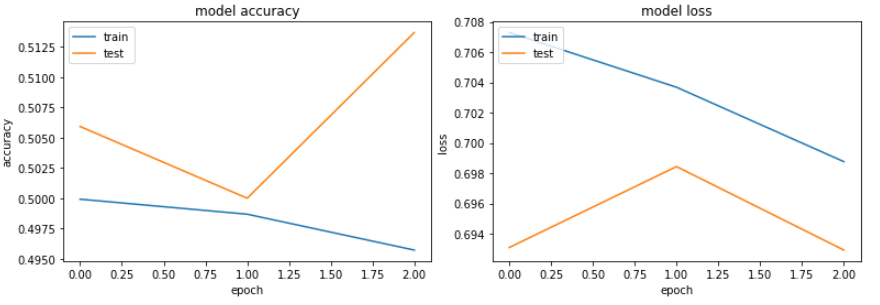 model accuracy
train
test
0.5125
0.5100
0.5075
0.5050
0.5025
0.5000
0.4975
0.4950
accuracy
0.00 0.25 0.50 0.75 1.00 1.25 1.50 1.75 2.00
epoch
model loss
train
test
0.708
0.706
0.704
0.702
0.700
0.698
0.696
0.694
loss
0.00 0.25 0.50 0.75 1.00 1.25 1.50 1.75 2.00
epoch